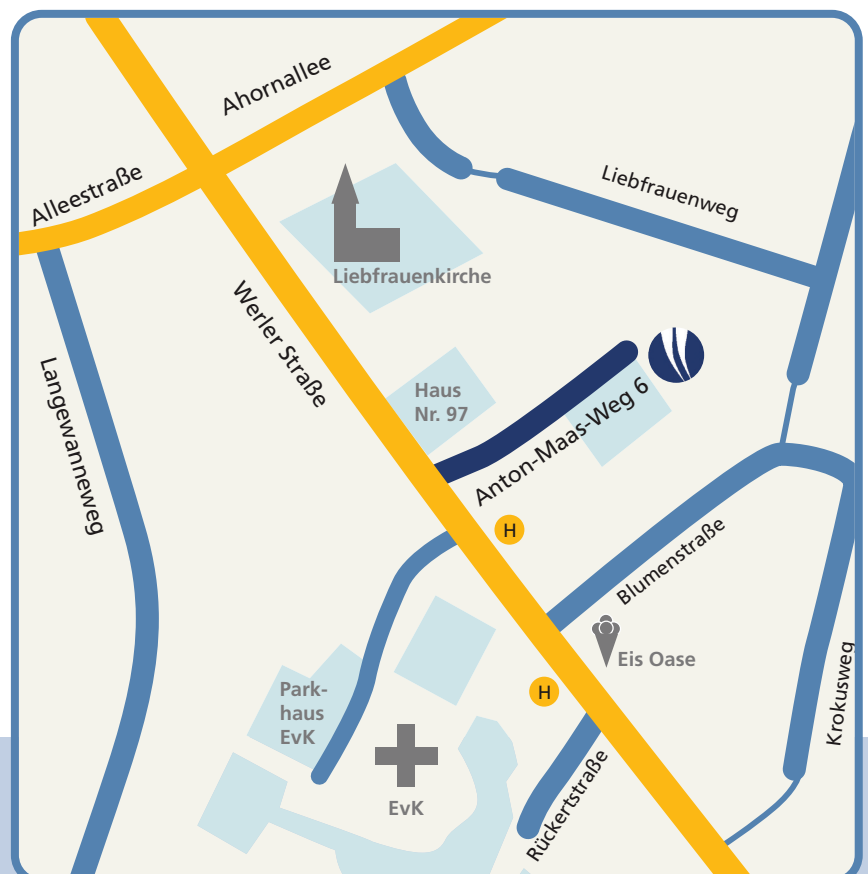 Ahornallee
Alleestraße
Liebfrauenweg
Liebfrauenkirche
Werler Straße
Langewanneweg
Haus
Nr. 97
Anton-Maas-Weg 6
H
Blumenstraße
Eis Oase
Krokusweg
H
Park-
haus
EvK
EvK
Rückertstraße